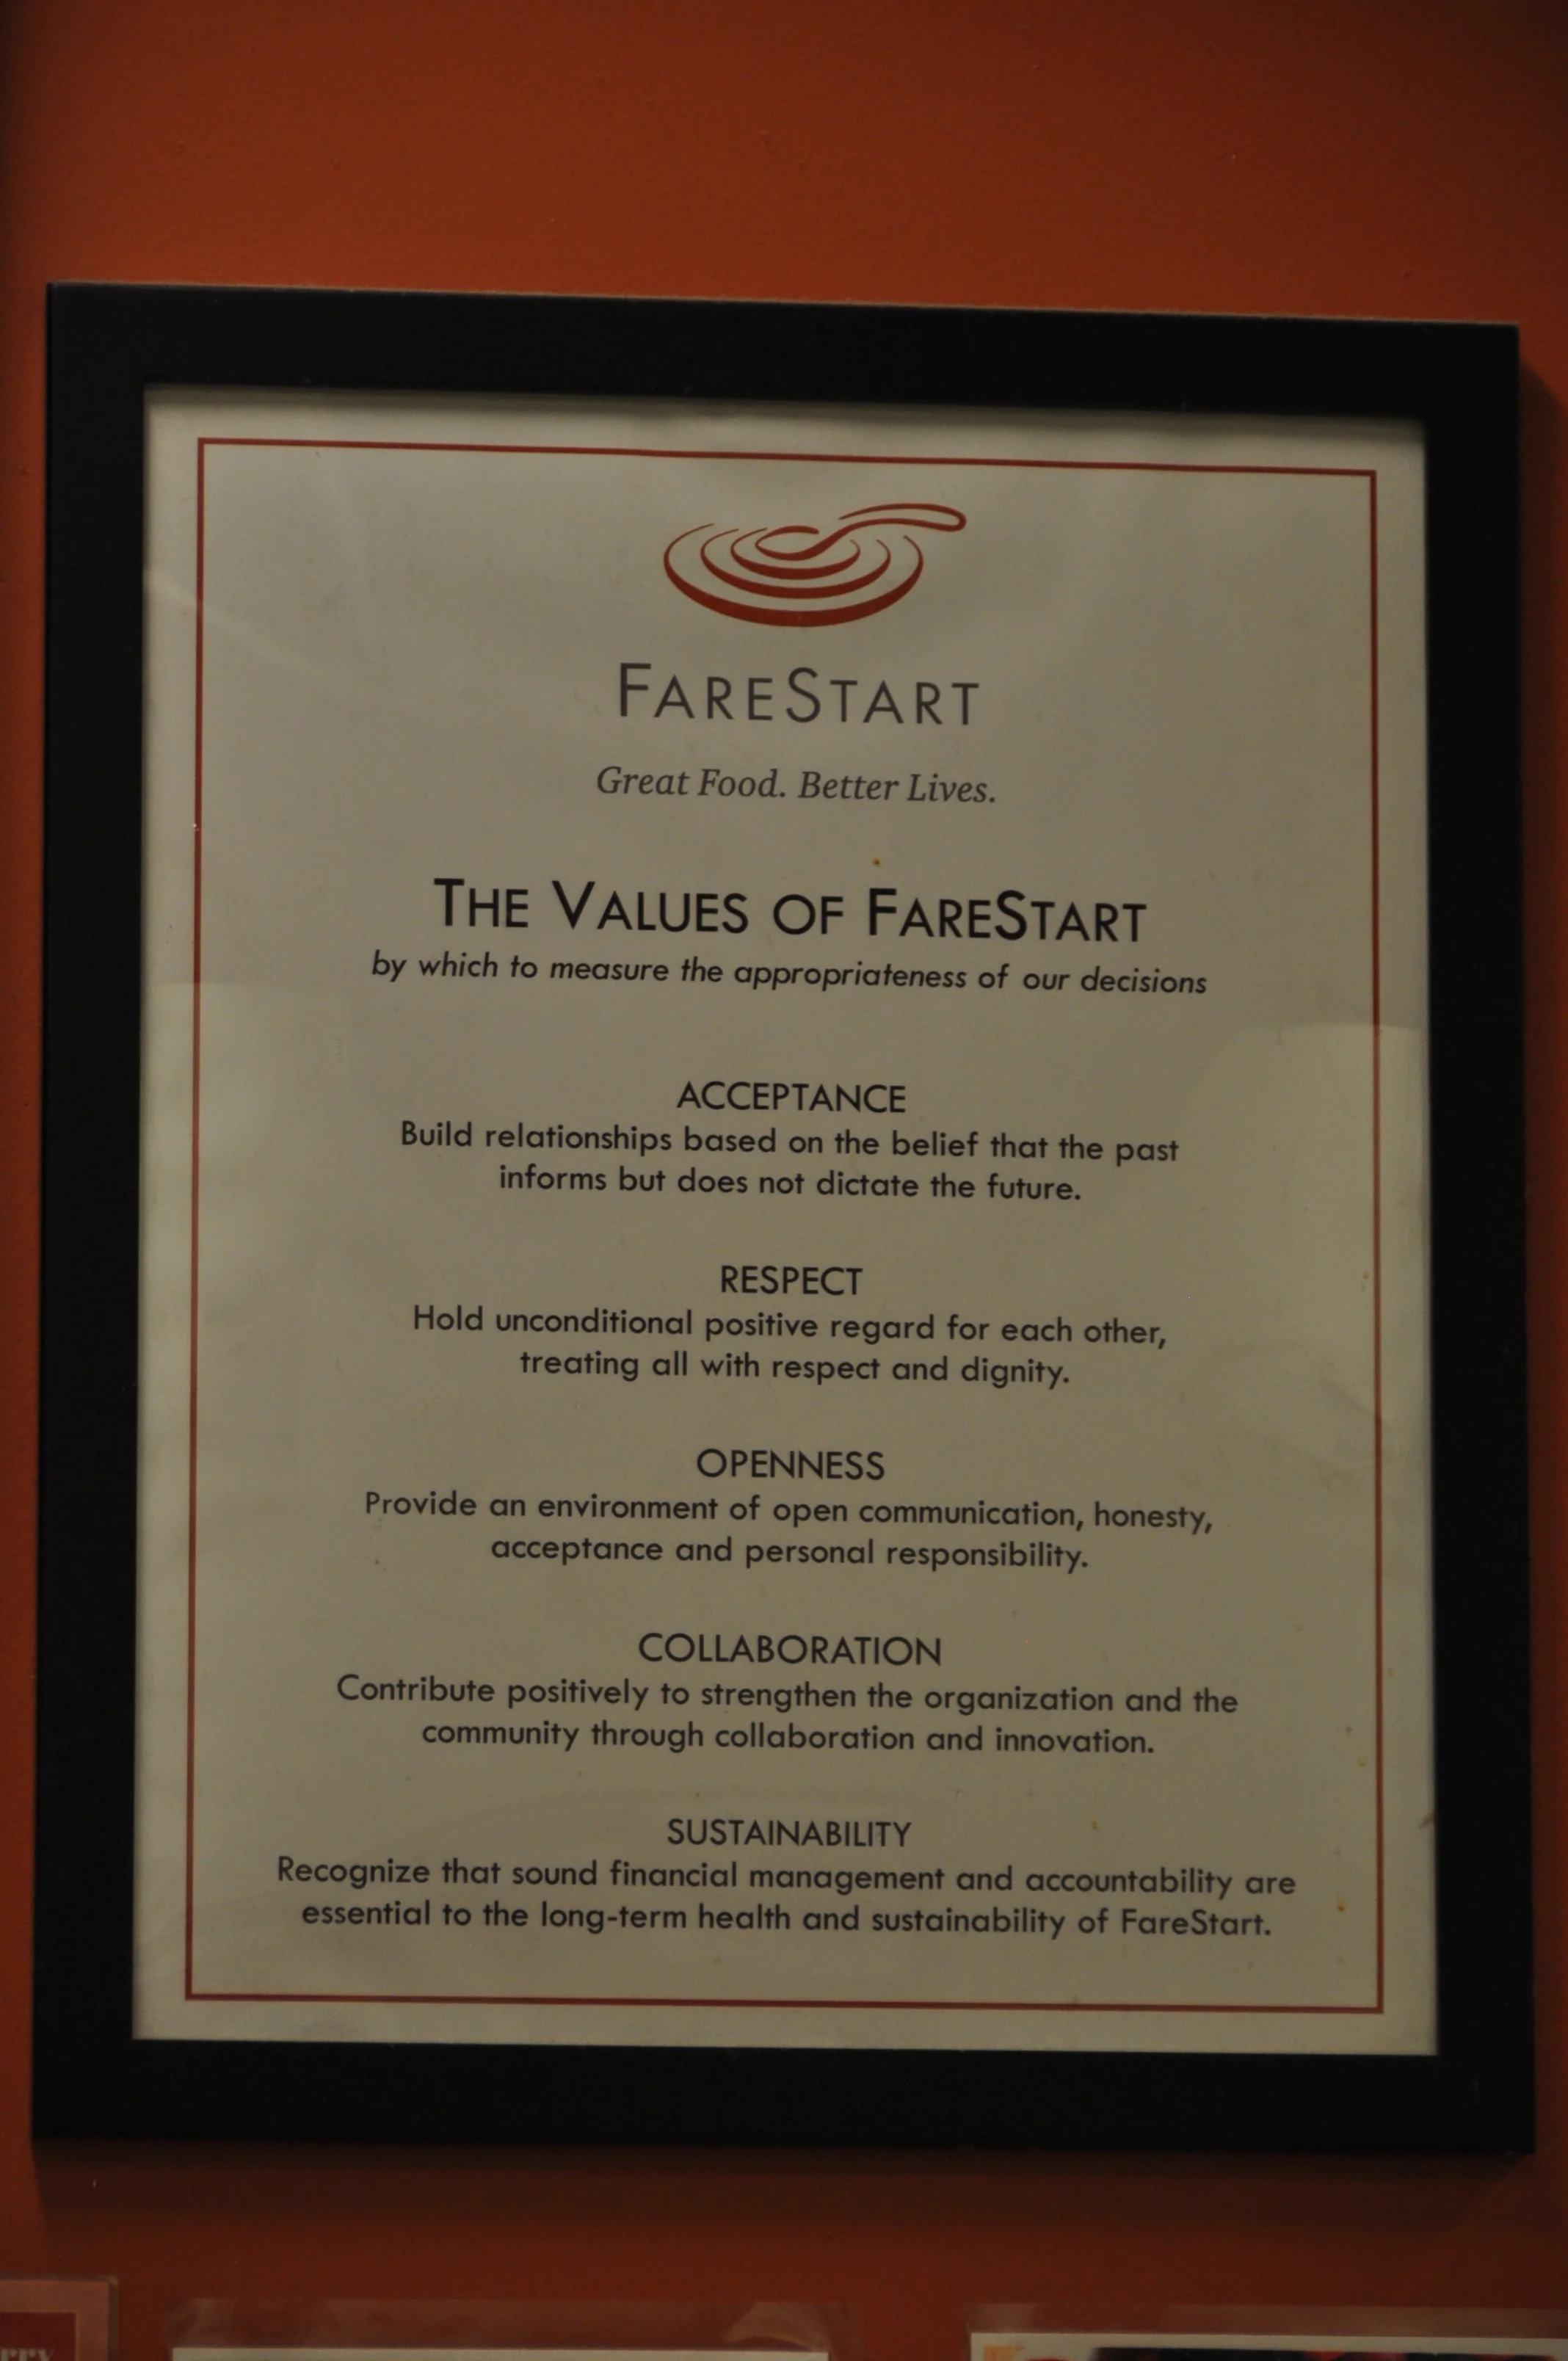 FARESTART
Great Food. Better Lives.
THE VALUES OF FARESTART
by which to measure the appropriateness of our decisions
ACCEPTANCE
Build relationships based on the belief that the past
informs but does not dictate the future.
RESPECT
Hold unconditional positive regard for each other,
treating all with respect and dignity.
OPENNESS
Provide an environment of open communication, honesty,
acceptance and personal responsibility.
COLLABORATION
Contribute positively to strengthen the organization and the
community through collaboration and innovation.
SUSTAINABILITY
Recognize that sound financial management and accountability are
essential to the long-term health and sustainability of FareStart.